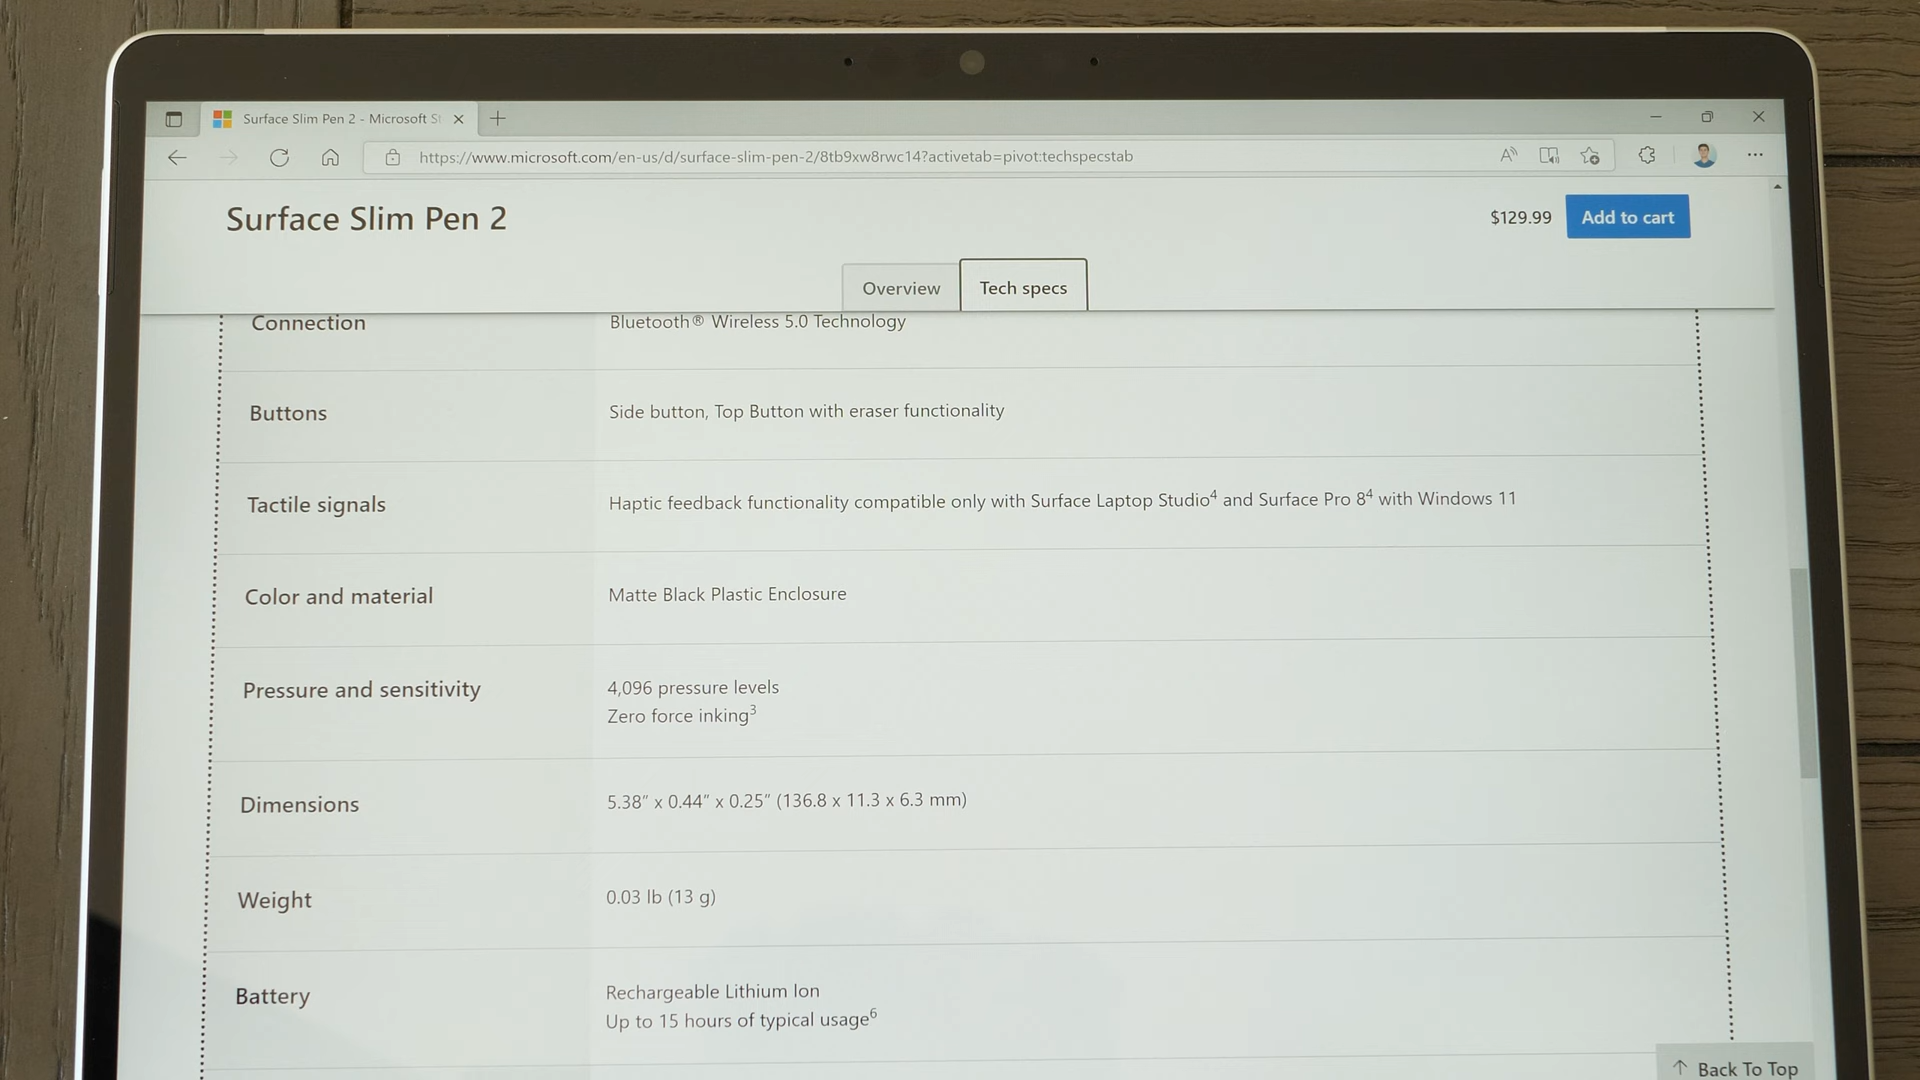 Surface Slim Pen 2 - Microsoft St
https://www.microsoft.com/en-us/d/surface-slim-pen-2/8tb9xw8rwc14?activetab=pivot:techspecstab
Surface Slim Pen 2
$129.99
Add to cart
Overview
Tech specs
Connection
Bluetooth® Wireless 5.0 Technology
Buttons
Side button, Top Button with eraser functionality
Tactile signals
Haptic feedback functionality compatible only with Surface Laptop Studio⁴ and Surface Pro 8⁴ with Windows 11
Color and material
Matte Black Plastic Enclosure
Pressure and sensitivity
4,096 pressure levels
Zero force inking³
Dimensions
5.38” x 0.44” x 0.25” (136.8 x 11.3 x 6.3 mm)
Weight
0.03 lb (13 g)
Battery
Rechargeable Lithium Ion
Up to 15 hours of typical usage⁶
Back To Top